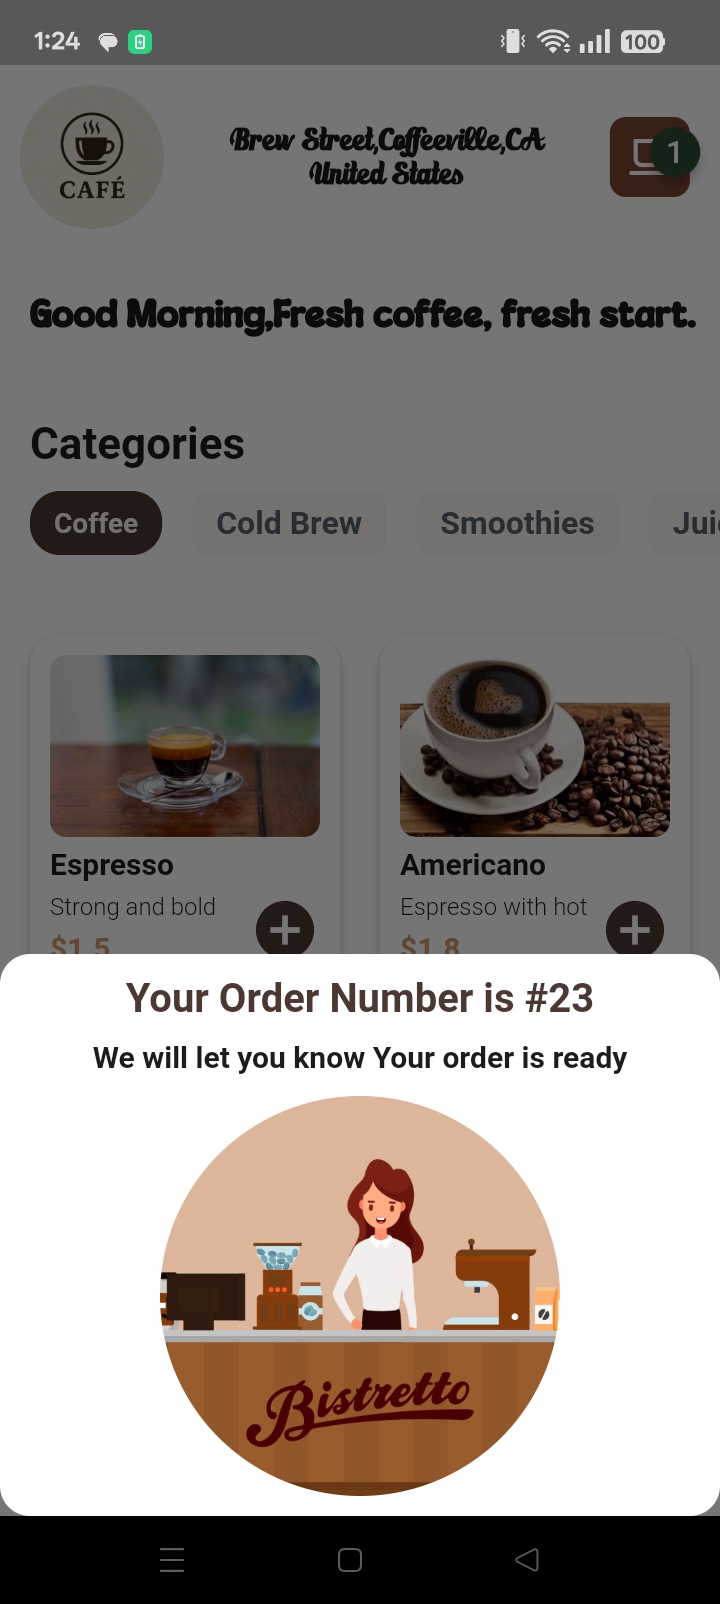 1:24
100
CAFÉ
Brew Street,Coffeeville,CA
United States
1
Good Morning,Fresh coffee, fresh start.
Categories
Coffee
Cold Brew
Smoothies
Espresso
Americano
Strong and bold
Espresso with hot
$1.5
$1.8
Your Order Number is #23
We will let you know Your order is ready
Bistretto